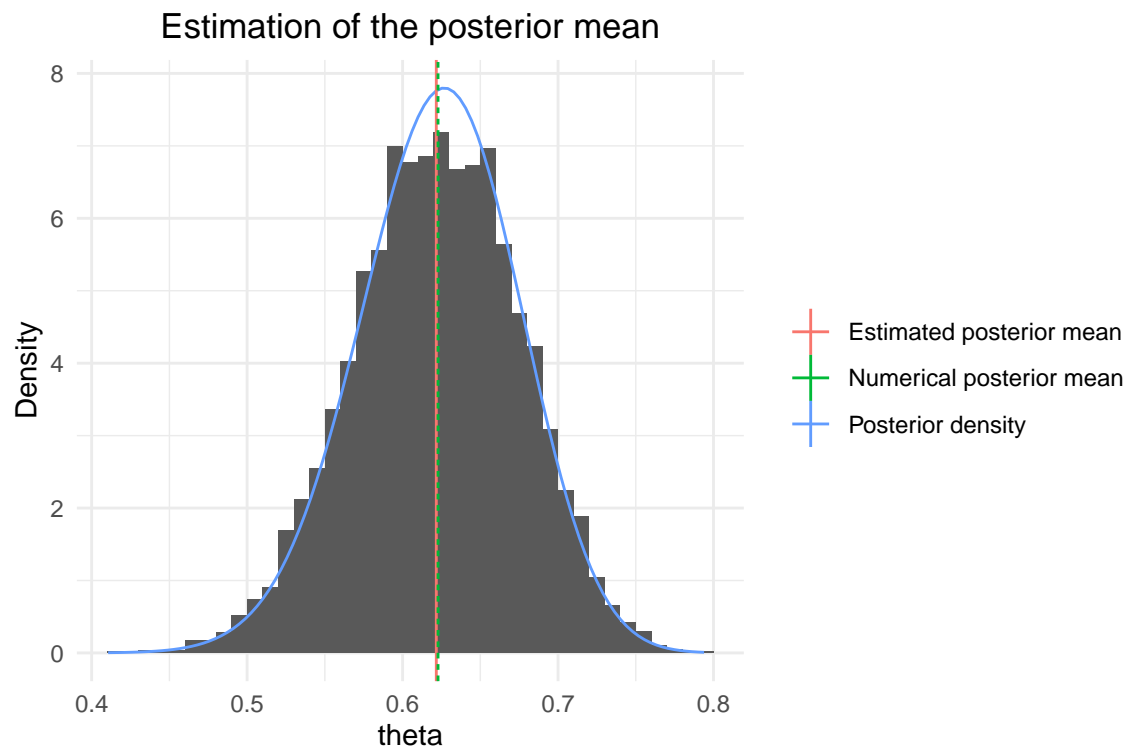 Estimation of the posterior mean
8
6
4
2
0
Density
0.4 0.5 0.6 0.7 0.8
theta
Estimated posterior mean
Numerical posterior mean
Posterior density